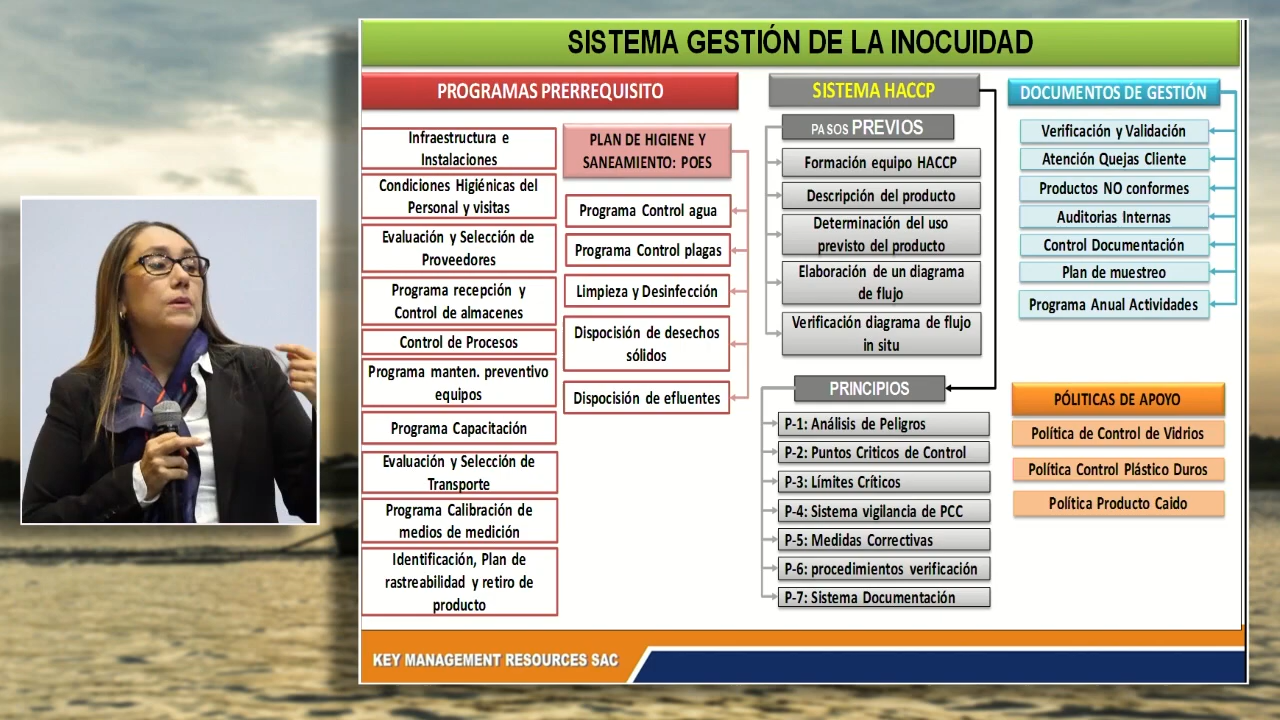 SISTEMA GESTIÓN DE LA INOCUIDAD
PROGRAMAS PRERREQUISITO
Infraestructura e
Instalaciones
Condiciones Higiénicas del
Personal y visitas
Evaluación y Selección de
Proveedores
Programa recepción y
Control de almacenes
Control de Procesos
Programa manten. preventivo
equipos
Programa Capacitación
Evaluación y Selección de
Transporte
Programa Calibración de
medios de medición
Identificación, Plan de
rastreabilidad y retiro de
producto
PLAN DE HIGIENE Y
SANEAMIENTO: POES
Programa Control agua
Programa Control plagas
Limpieza y Desinfección
Disposición de desechos
sólidos
Disposición de efluentes
SISTEMA HACCP
PASOS PREVIOS
Formación equipo HACCP
Descripción del producto
Determinación del uso
previsto del producto
Elaboración de un diagrama
de flujo
Verificación diagrama de flujo
in situ
PRINCIPIOS
P-1: Análisis de Peligros
P-2: Puntos Criticos de Control
P-3: Límites Críticos
P-4: Sistema vigilancia de PCC
P-5: Medidas Correctivas
P-6: procedimientos verificación
P-7: Sistema Documentación
DOCUMENTOS DE GESTIÓN
Verificación y Validación
Atención Quejas Cliente
Productos NO conformes
Auditorias Internas
Control Documentación
Plan de muestreo
Programa Anual Actividades
PÓLITICAS DE APOYO
Política de Control de Vidrios
Política Control Plástico Duros
Política Producto Caido
KEY MANAGEMENT RESOURCES SAC